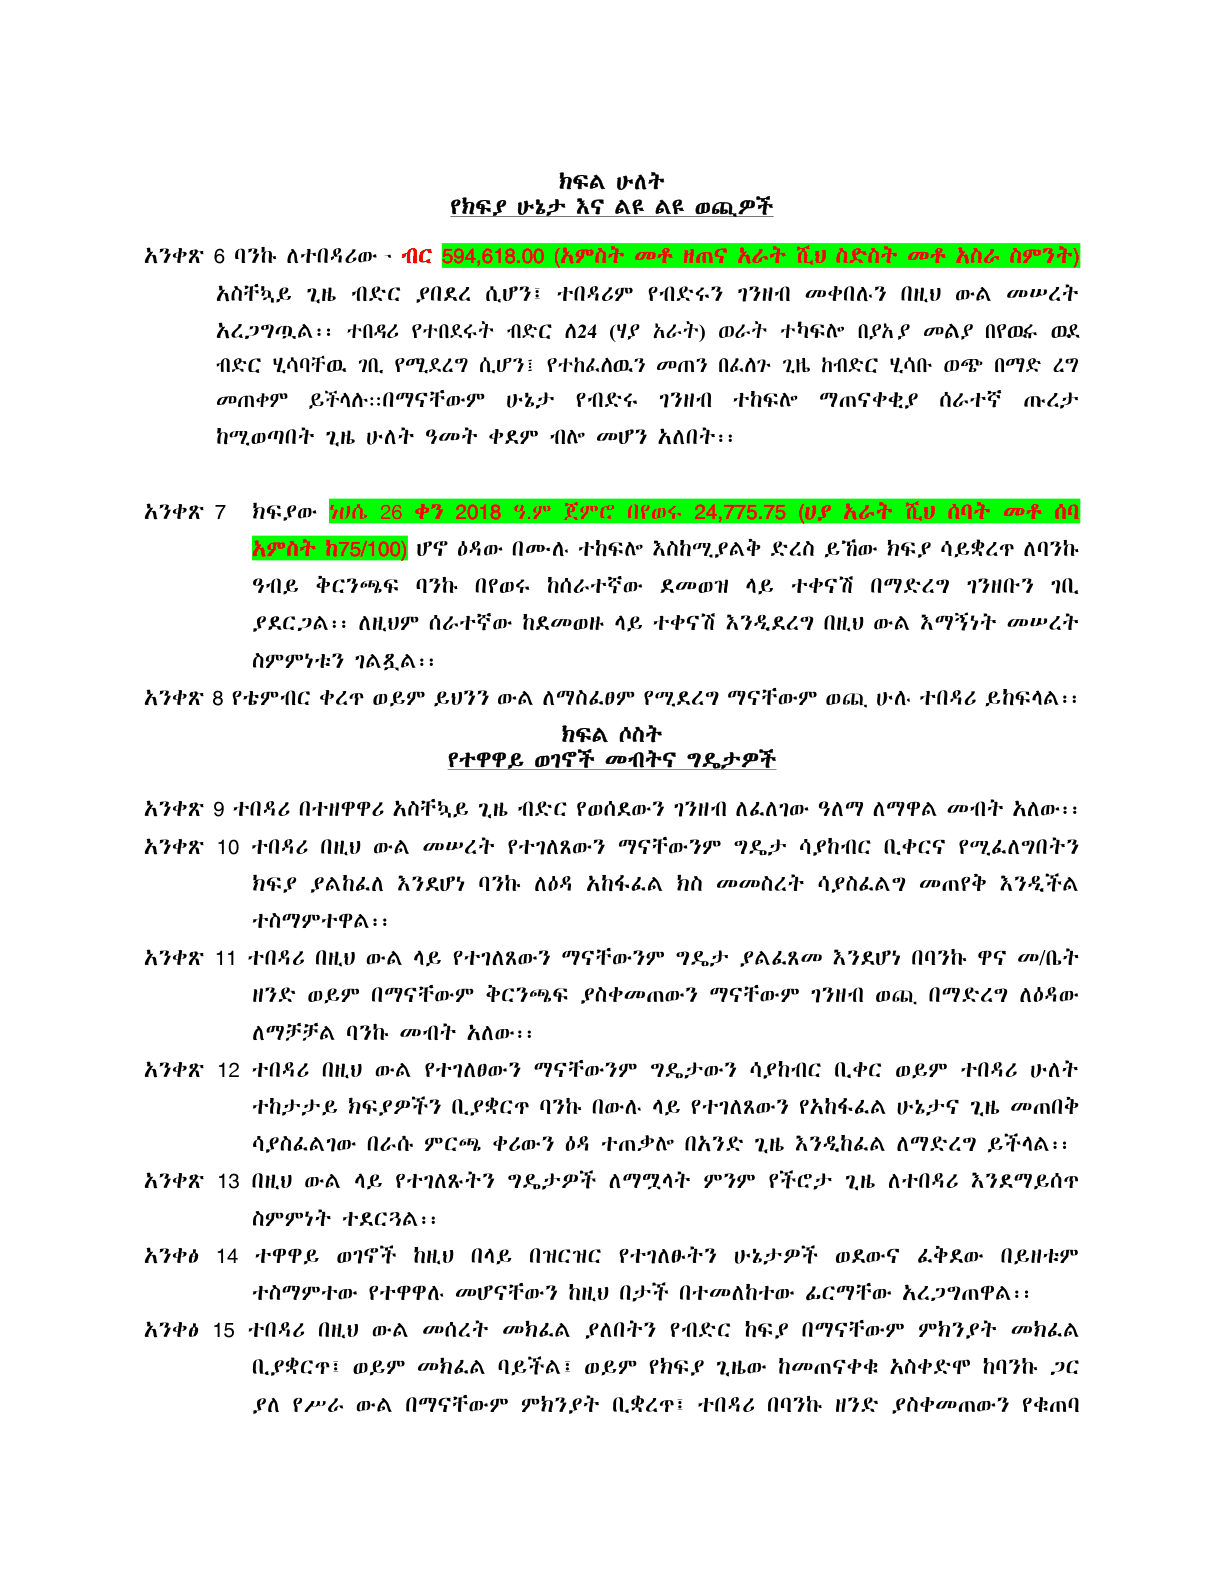 ክፍል ሁለት
የክፍያ ሁኔታ እና ልዩ ልዩ ወጪዎች
አንቀጽ 6 ባንኩ ለተበዳሪው - ብር 594,618.00 (አምስት መቶ ዘጠና አራት ሺህ ስድስት መቶ አስራ ስምንት)
አስቸኳይ ጊዜ ብድር ያበደረ ሲሆን፤ ተበዳሪም የብድሩን ገንዘብ መቀበሉን በዚህ ውል መሠረት
አረጋግጧል፡፡ ተበዳሪ የተበደሩት ብድር ለ24 (ሃያ አራት) ወራት ተካፍሎ በያአያ መልያ በየወሩ ወደ
ብድር ሂሳባቸዉ ገቢ የሚደረግ ሲሆን፤ የተከፈለዉን መጠን በፈለጉ ጊዜ ከብድር ሂሳቡ ወጭ በማድ ረግ
መጠቀም ይችላሉ::በማናቸውም ሁኔታ የብድሩ ገንዘብ ተከፍሎ ማጠናቀቂያ ሰራተኛ ጡረታ
ከሚወጣበት ጊዜ ሁለት ዓመት ቀደም ብሎ መሆን አለበት፡፡
አንቀጽ 7 ክፍያው ነሀሴ 26 ቀን 2018 ዓ.ም ጀምሮ በየወሩ 24,775.75 (ሀያ አራት ሺህ ሰባት መቶ ሰባ
አምስት ከ75/100) ሆኖ ዕዳው በሙሉ ተከፍሎ እስከሚያልቅ ድረስ ይኸው ክፍያ ሳይቋረጥ ለባንኩ
ዓብይ ቅርንጫፍ ባንኩ በየወሩ ከሰራተኛው ደመወዝ ላይ ተቀናሽ በማድረግ ገንዘቡን ገቢ
ያደርጋል፡፡ ለዚህም ሰራተኛው ከደመወዙ ላይ ተቀናሽ እንዲደረግ በዚህ ውል እማኝነት መሠረት
ስምምነቱን ገልጿል፡፡
አንቀጽ 8 የቴምብር ቀረጥ ወይም ይህንን ውል ለማስፈፀም የሚደረግ ማናቸውም ወጪ ሁሉ ተበዳሪ ይከፍላል፡፡
ክፍል ሶስት
የተዋዋይ ወገኖች መብትና ግዴታዎች
አንቀጽ 9 ተበዳሪ በተዘዋዋሪ አስቸኳይ ጊዜ ብድር የወሰደውን ገንዘብ ለፈለገው ዓለማ ለማዋል መብት አለው፡፡
አንቀጽ 10 ተበዳሪ በዚህ ውል መሠረት የተገለጸውን ማናቸውንም ግዴታ ሳያከብር ቢቀርና የሚፈለግበትን
ክፍያ ያልከፈለ እንደሆነ ባንኩ ለዕዳ አከፋፈል ክስ መመስረት ሳያስፈልግ መጠየቅ እንዲችል
ተስማምተዋል፡፡
አንቀጽ 11 ተበዳሪ በዚህ ውል ላይ የተገለጸውን ማናቸውንም ግዴታ ያልፈጸመ እንደሆነ በባንኩ ዋና መ/ቤት
ዘንድ ወይም በማናቸውም ቅርንጫፍ ያስቀመጠውን ማናቸውም ገንዘብ ወጪ በማድረግ ለዕዳው
ለማቻቻል ባንኩ መብት አለው፡፡
አንቀጽ 12 ተበዳሪ በዚህ ውል የተገለፀውን ማናቸውንም ግዴታውን ሳያከብር ቢቀር ወይም ተበዳሪ ሁለት
ተከታታይ ክፍያዎችን ቢያቋርጥ ባንኩ በውሉ ላይ የተገለጸውን የአከፋፈል ሁኔታና ጊዜ መጠበቅ
ሳያስፈልገው በራሱ ምርጫ ቀሪውን ዕዳ ተጠቃሎ በአንድ ጊዜ እንዲከፈል ለማድረግ ይችላል፡፡
አንቀጽ 13 በዚህ ውል ላይ የተገለጹትን ግዴታዎች ለማሟላት ምንም የችሮታ ጊዜ ለተበዳሪ እንደማይሰጥ
ስምምነት ተደርጓል፡፡
አንቀፅ 14 ተዋዋይ ወገኖች ከዚህ በላይ በዝርዝር የተገለፁትን ሁኔታዎች ወደውና ፈቅደው በይዘቱም
ተስማምተው የተዋዋሉ መሆናቸውን ከዚህ በታች በተመለከተው ፊርማቸው አረጋግጠዋል፡፡
አንቀፅ 15 ተበዳሪ በዚህ ውል መሰረት መክፈል ያለበትን የብድር ከፍያ በማናቸውም ምክንያት መክፈል
ቢያቋርጥ፤ ወይም መክፈል ባይችል፤ ወይም የክፍያ ጊዜው ከመጠናቀቁ አስቀድሞ ከባንኩ ጋር
ያለ የሥራ ውል በማናቸውም ምክንያት ቢቋረጥ፤ ተበዳሪ በባንኩ ዘንድ ያስቀመጠውን የቁጠባ